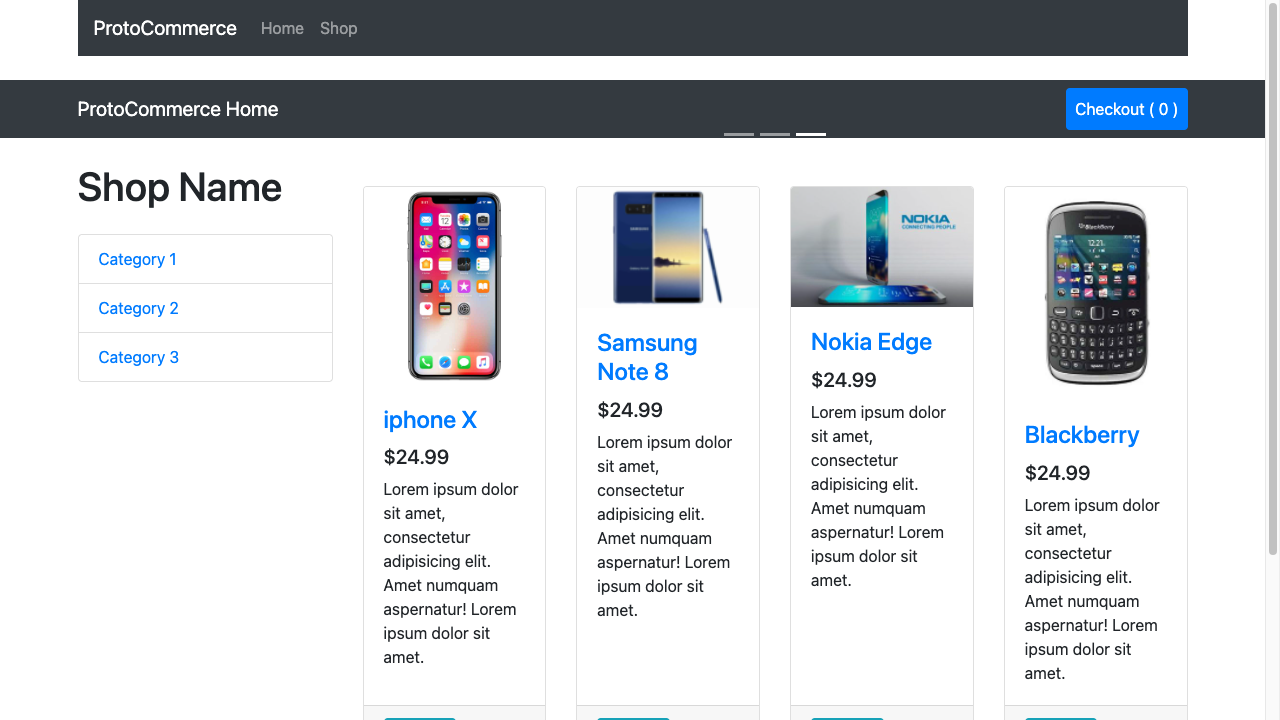 ProtoCommerce Home Shop
ProtoCommerce Home
Checkout ( 0 )
Shop Name
Category 1
Category 2
Category 3
iphone X
$24.99
Lorem ipsum dolor
sit amet,
consectetur
adipisicing elit.
Amet numquam
aspernatur! Lorem
ipsum dolor sit
amet.
Samsung
Note 8
$24.99
Lorem ipsum dolor
sit amet,
consectetur
adipisicing elit.
Amet numquam
aspernatur! Lorem
ipsum dolor sit
amet.
NOKIA
CONNECTING PEOPLE
Nokia Edge
$24.99
Lorem ipsum dolor
sit amet,
consectetur
adipisicing elit.
Amet numquam
aspernatur! Lorem
ipsum dolor sit
amet.
BlackBerry
12:21
Blackberry
$24.99
Lorem ipsum dolor
sit amet,
consectetur
adipisicing elit.
Amet numquam
aspernatur! Lorem
ipsum dolor sit
amet.